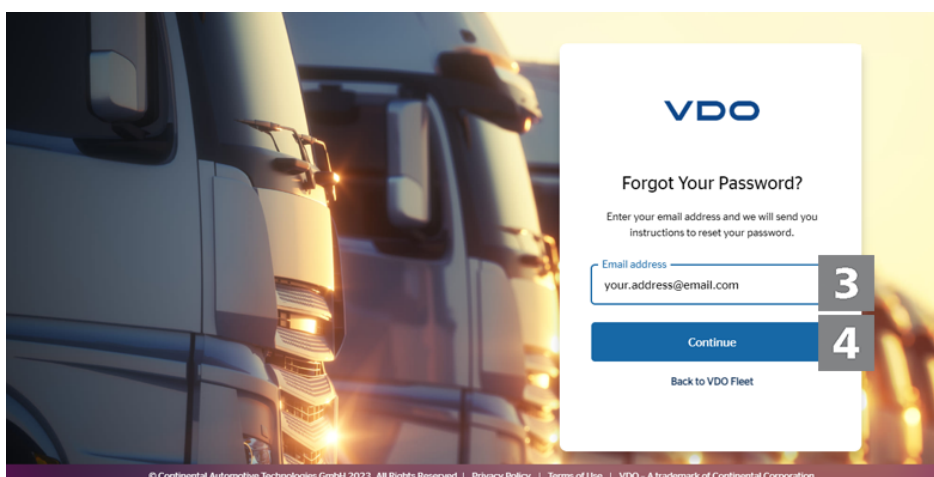 VDO
Forgot Your Password?
Enter your email address and we will send you
instructions to reset your password.
Email address
your.address@email.com
3
Continue
4
Back to VDO Fleet
© Continental Automotive Technologies GmbH 2023. All Rights Reserved | Privacy Policy | Terms of Use | VDO – A trademark of Continental Corporation